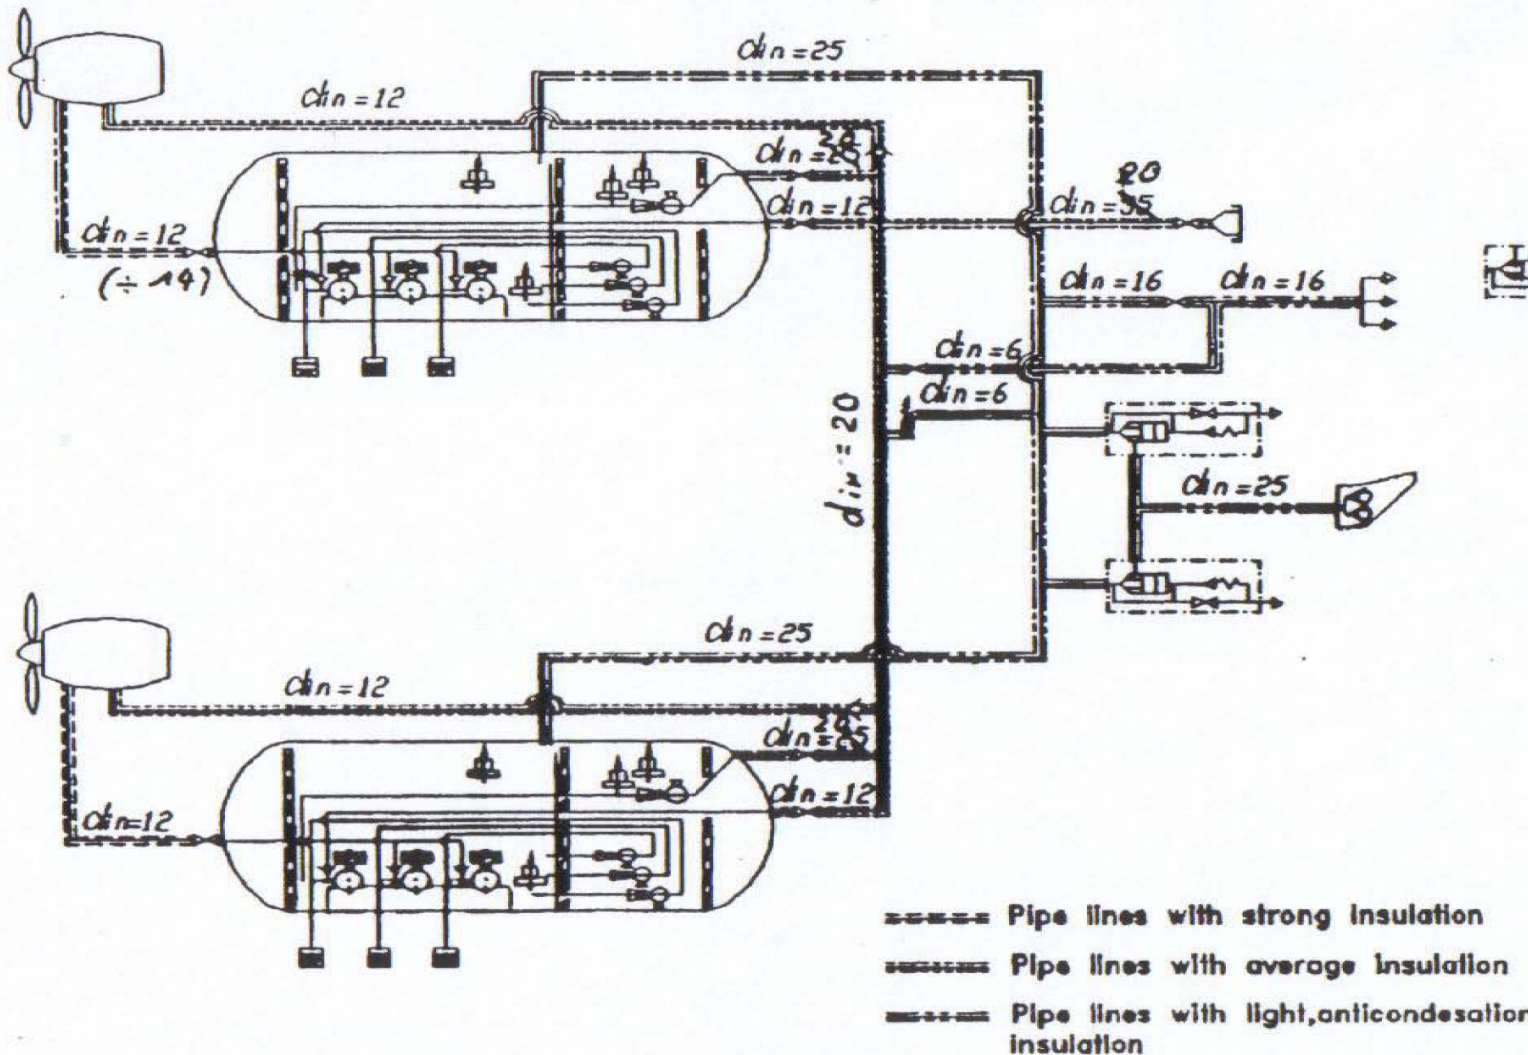 din=25
din=12
20
din=25
din=12
20
din=35
din=12
(÷ 14)
din=16
din=16
din=6
din=6
din=20
din=25
din=25
din=12
20
din=25
din=12
din=12
Pipe lines with strong insulation
Pipe lines with average insulation
Pipe lines with light,anticondesation
insulation